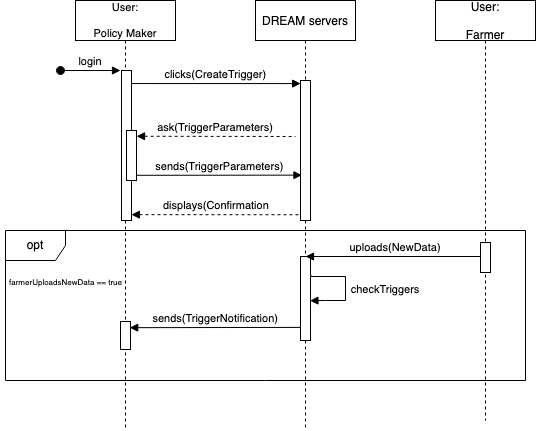 User:
Policy Maker
DREAM servers
User:
Farmer
login
clicks(CreateTrigger)
ask(TriggerParameters)
sends(TriggerParameters)
displays(Confirmation
opt
farmerUploadsNewData == true
uploads(NewData)
checkTriggers
sends(TriggerNotification)